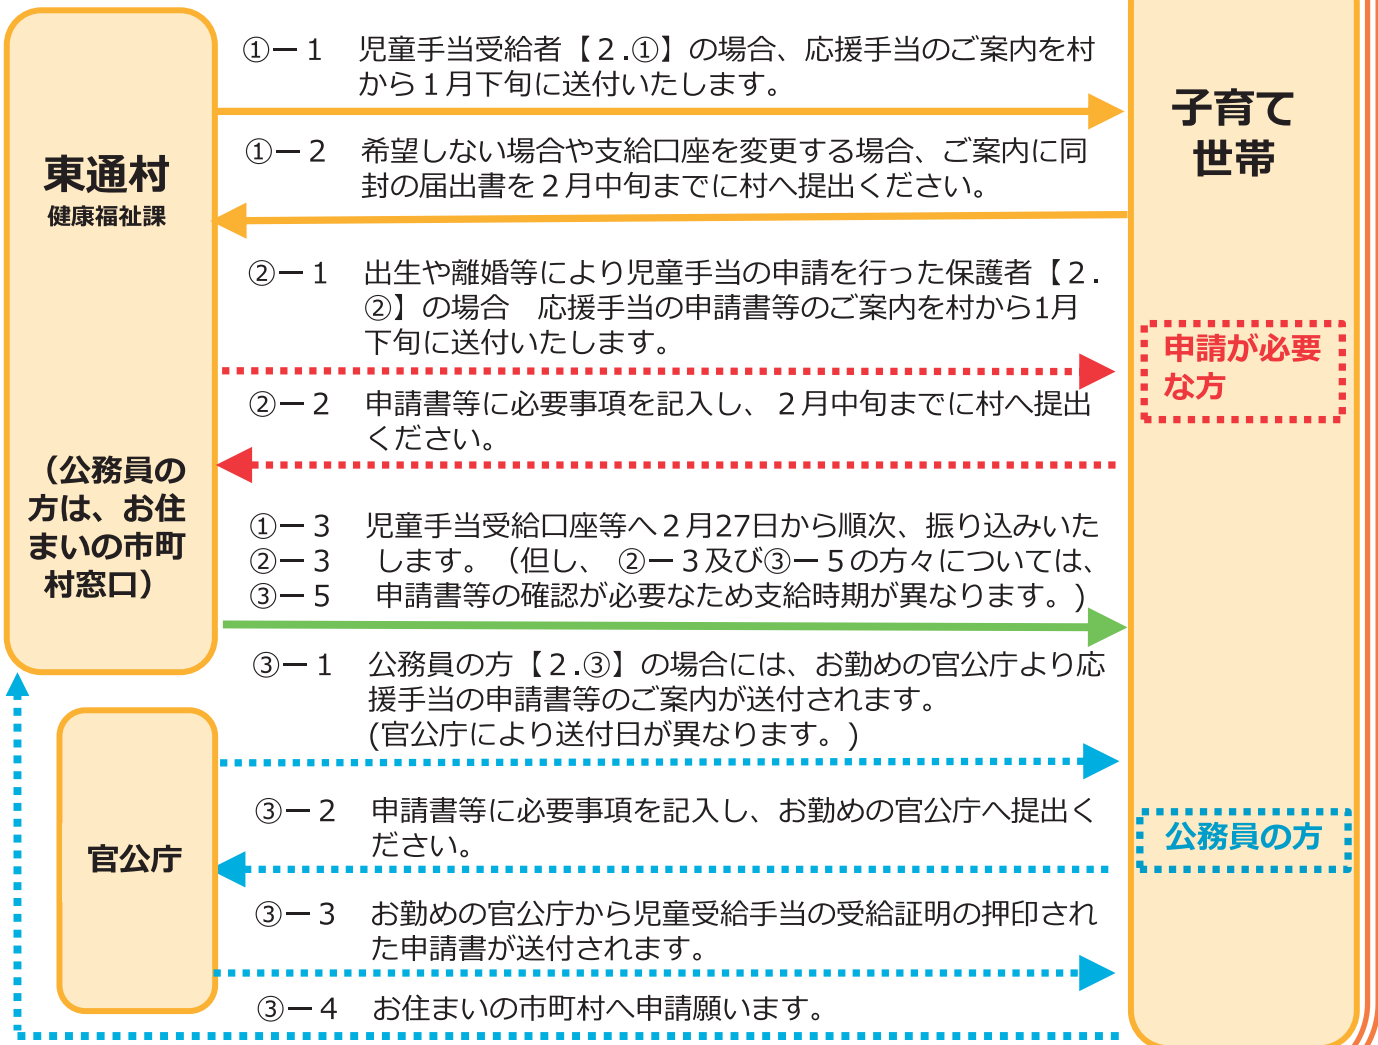 東通村
健康福祉課
（公務員の
方は、お住
まいの市町
村窓口）
官公庁
①ー１　児童手当受給者【２.①】の場合、応援手当のご案内を村
から１月下旬に送付いたします。
①ー２　希望しない場合や支給口座を変更する場合、ご案内に同
封の届出書を２月中旬までに村へ提出ください。
②ー１　出生や離婚等により児童手当の申請を行った保護者【２.
②】の場合　応援手当の申請書等のご案内を村から1月
下旬に送付いたします。
②ー２　申請書等に必要事項を記入し、２月中旬までに村へ提出
ください。
①ー３　児童手当受給口座等へ２月27日から順次、振り込みいた
②ー３　します。（但し、 ②ー３及び③ー５の方々については、
③ー５　申請書等の確認が必要なため支給時期が異なります。)
③ー１　公務員の方【２.③】の場合には、お勤めの官公庁より応
援手当の申請書等のご案内が送付されます。
(官公庁により送付日が異なります。)
③ー２　申請書等に必要事項を記入し、お勤めの官公庁へ提出く
ださい。
③ー３　お勤めの官公庁から児童受給手当の受給証明の押印され
た申請書が送付されます。
③ー４　お住まいの市町村へ申請願います。
子育て
世帯
申請が必要
な方
公務員の方